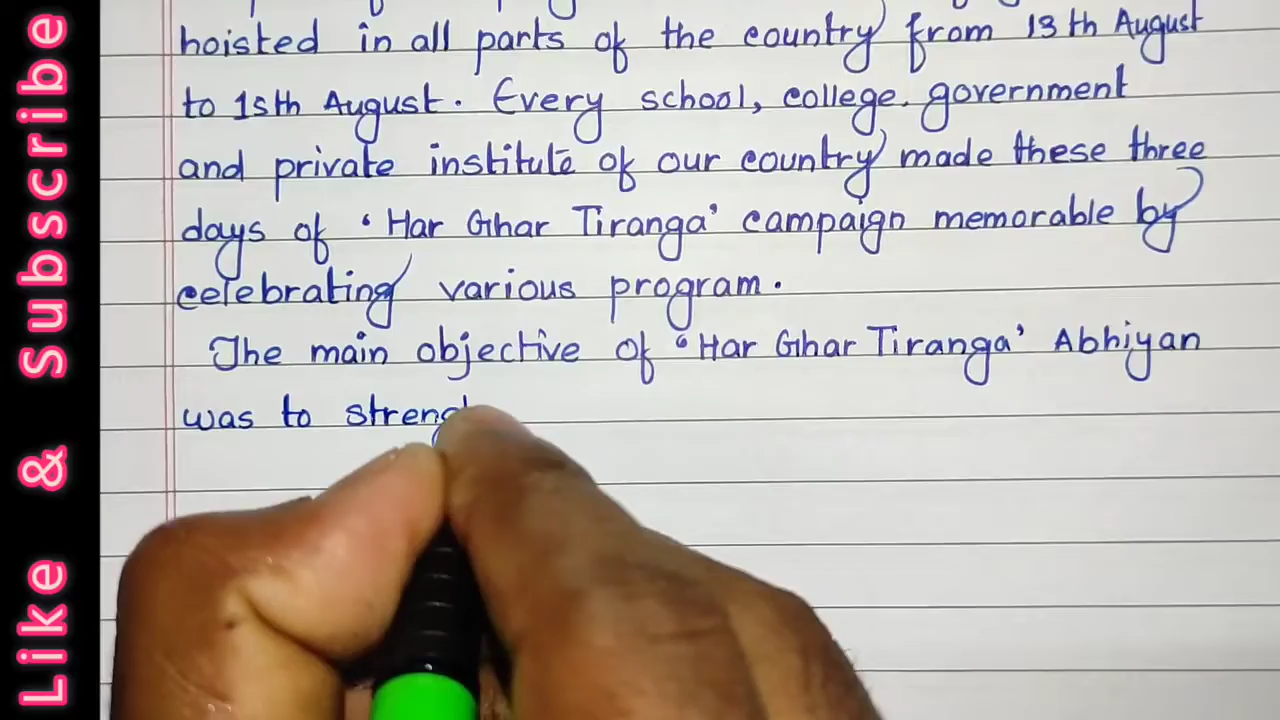 hoisted in all parts of the country from 13th August
to 15th August. Every school, college, government
and private institute of our country made these three
days of 'Har Ghar Tiranga' campaign memorable by
celebrating various program.
The main objective of 'Har Ghar Tiranga' Abhiyan
was to streng
Like & Subscribe